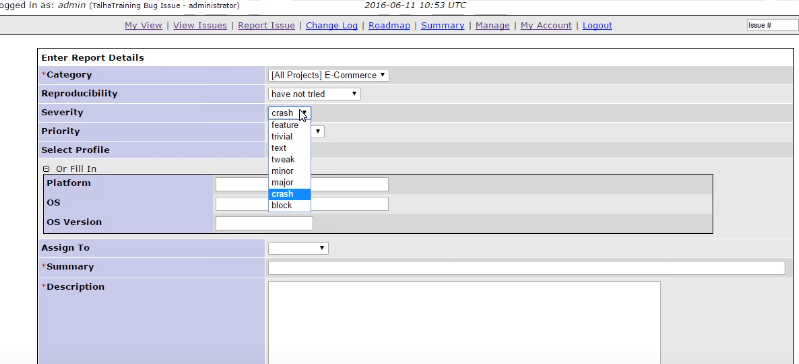 ogged in as: admin (TalhaTraining Bug Issue - administrator)
2016-06-11 10:53 UTC
My View | View Issues | Report Issue | Change Log | Roadmap | Summary | Manage | My Account | Logout
Issue #
Enter Report Details
*Category
[All Projects] E-Commerce
Reproducibility
have not tried
Severity
crash
feature
trivial
text
tweak
minor
major
crash
block
Priority
Select Profile
Or Fill In
Platform
OS
OS Version
Assign To
*Summary
*Description